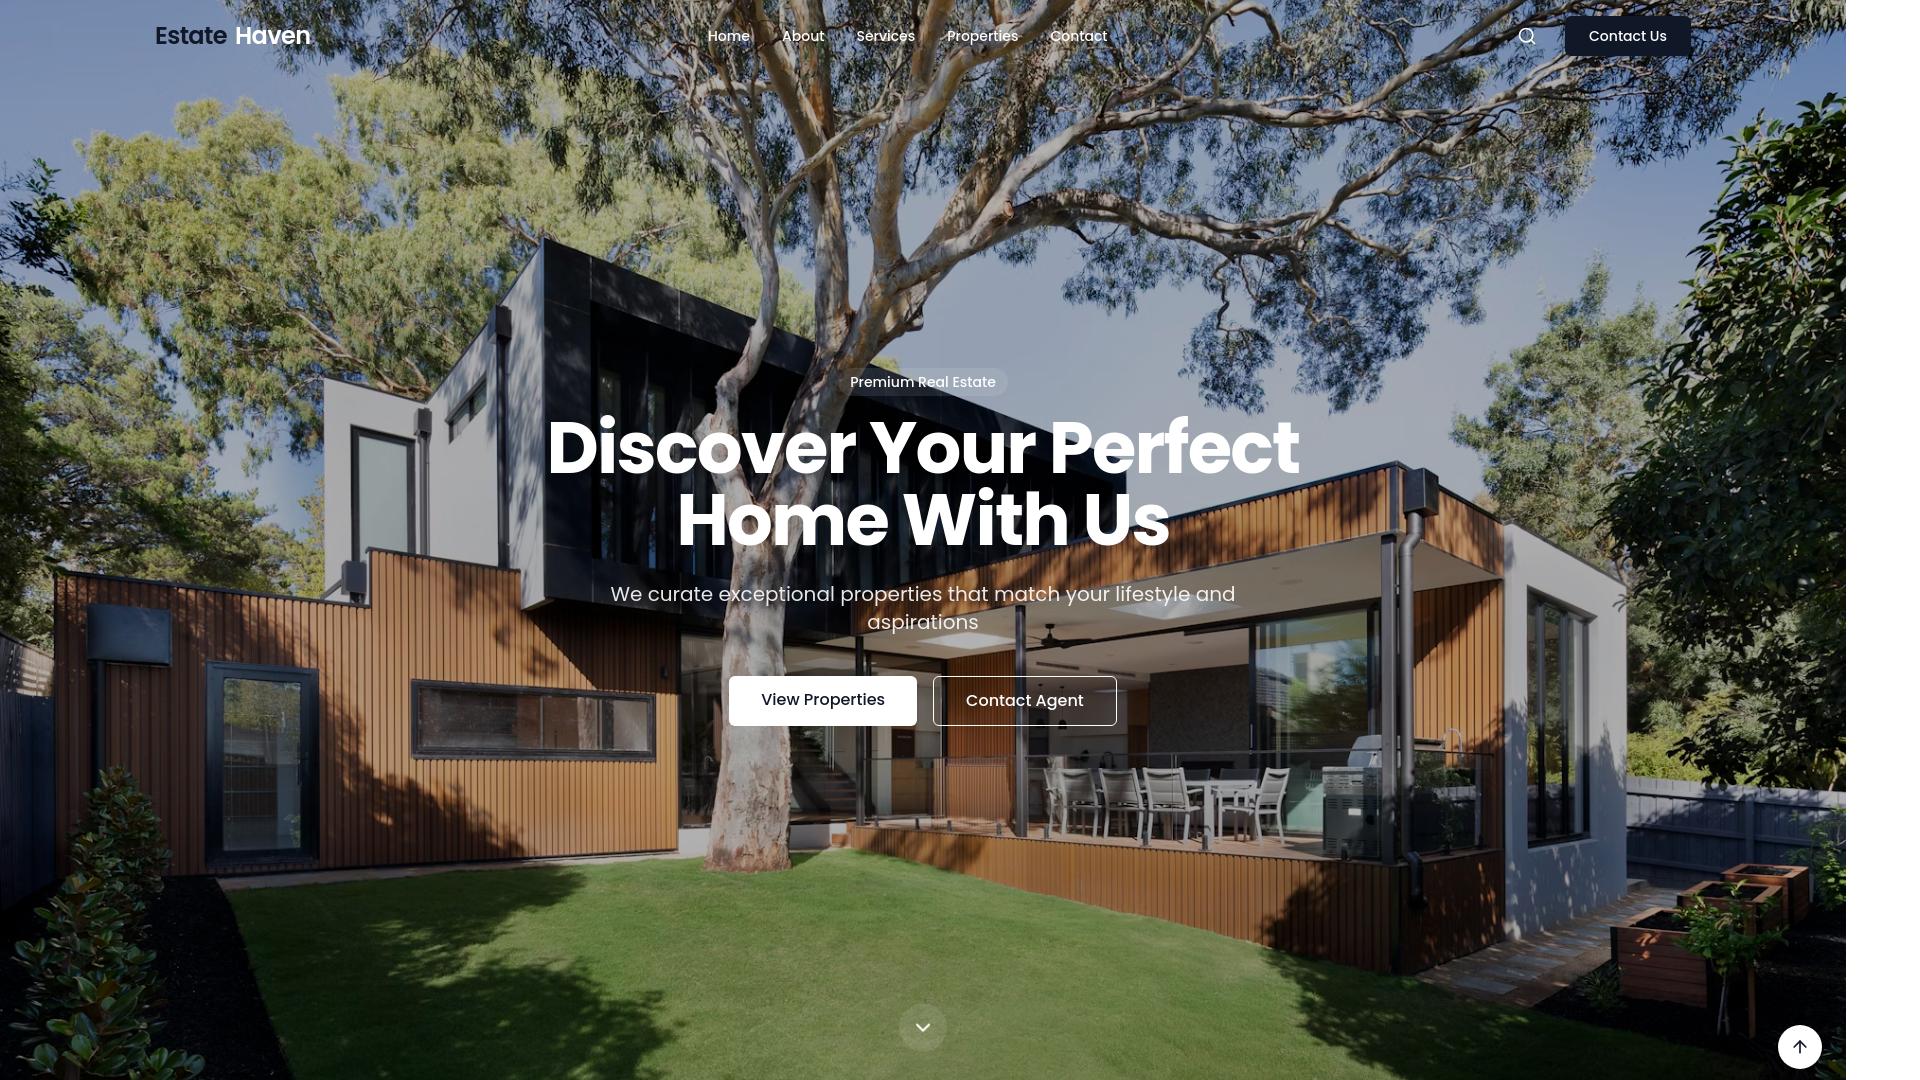 Estate Haven
Home
About
Services
Properties
Contact
Contact Us
Premium Real Estate
Discover Your Perfect
Home With Us
We curate exceptional properties that match your lifestyle and
aspirations
View Properties
Contact Agent